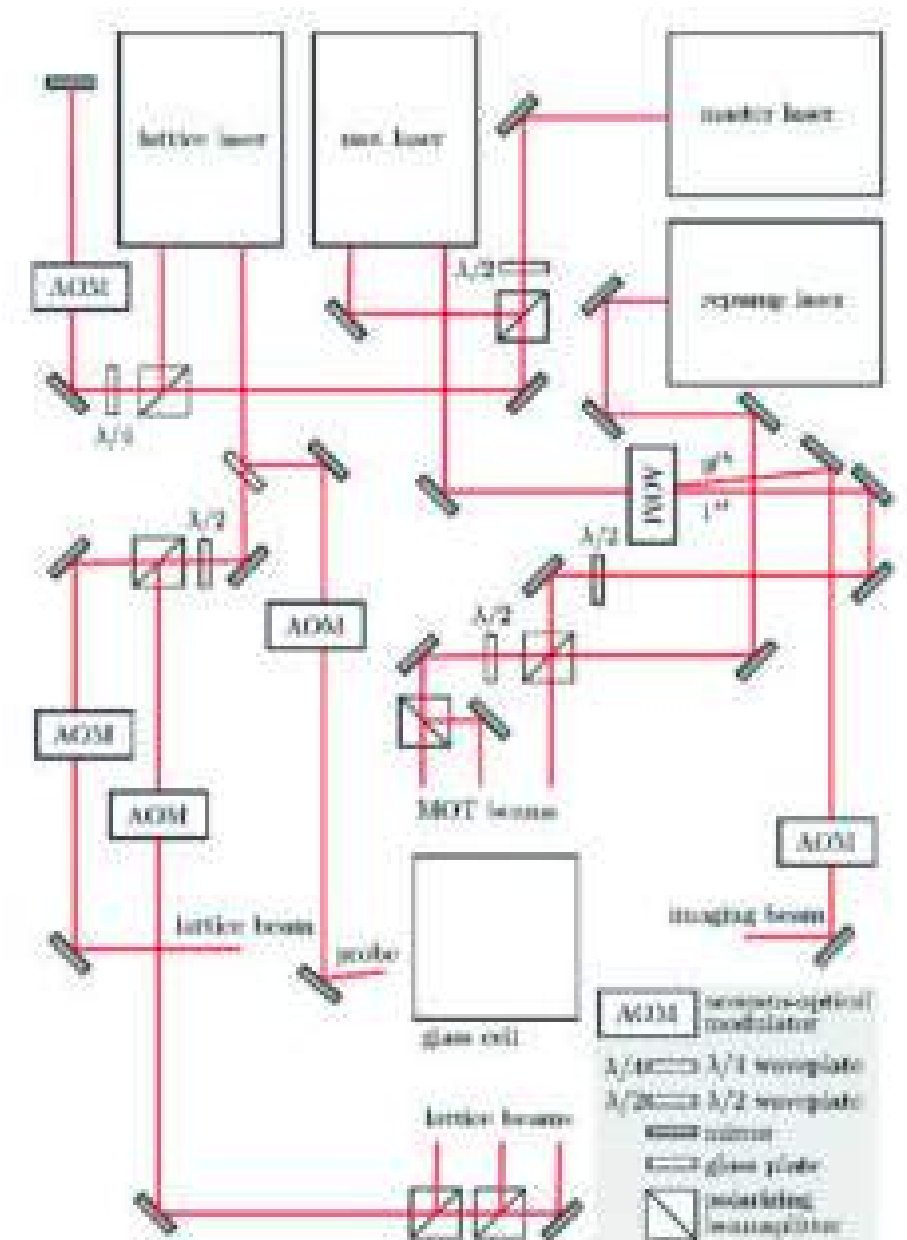 lattice laser
mot laser
master laser
λ/2
AOM
repump laser
λ/4
0th
AOM
1st
λ/2
λ/2
AOM
λ/2
AOM
AOM
MOT beams
AOM
lattice beam
imaging beam
probe
glass cell
AOM acousto-optical
modulator
λ/4 λ/4 waveplate
λ/2 λ/2 waveplate
lattice beams
mirror
glass plate
polarizing
beamsplitter